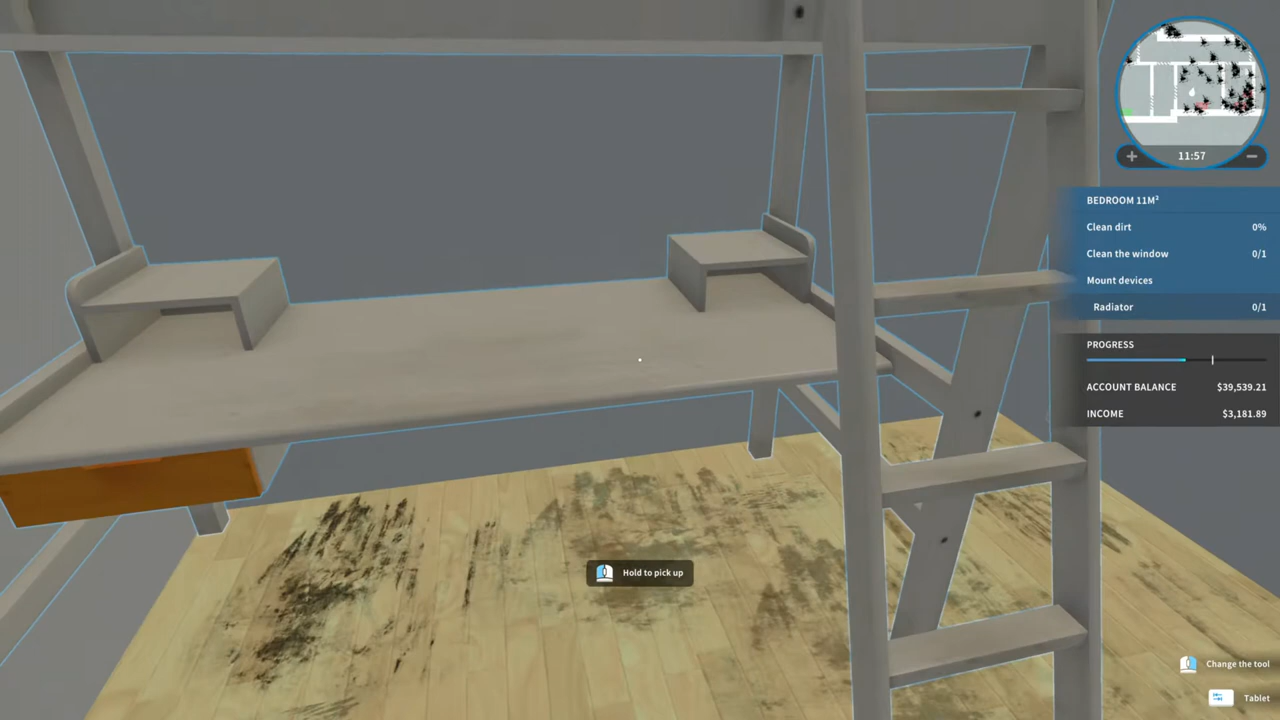 + 11:57 −
BEDROOM 11M²
Clean dirt 0%
Clean the window 0/1
Mount devices
Radiator 0/1
PROGRESS
ACCOUNT BALANCE $39,539.21
INCOME $3,181.89
Hold to pick up
Change the tool
Tablet